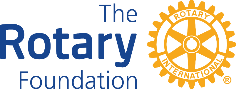 The
Rotary
Foundation
ROTARY
INTERNATIONAL
®